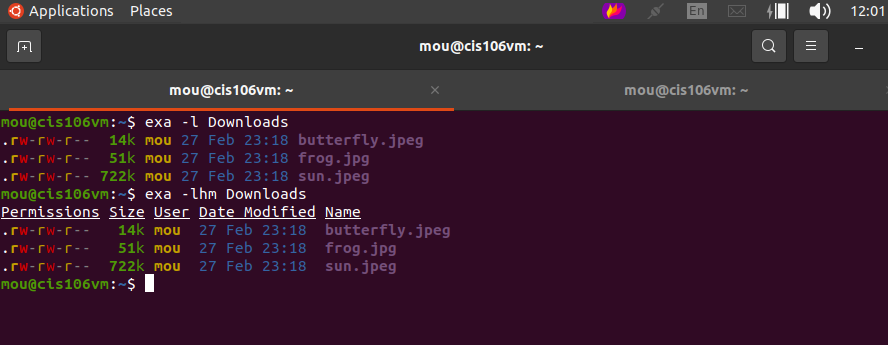 Applications Places En 12:01
mou@cis106vm: ~
mou@cis106vm: ~ × mou@cis106vm: ~
mou@cis106vm:~$ exa -l Downloads
.rw-rw-r-- 14k mou 27 Feb 23:18 butterfly.jpeg
.rw-rw-r-- 51k mou 27 Feb 23:18 frog.jpg
.rw-rw-r-- 722k mou 27 Feb 23:18 sun.jpeg
mou@cis106vm:~$ exa -lhm Downloads
Permissions Size User Date Modified Name
.rw-rw-r-- 14k mou 27 Feb 23:18 butterfly.jpeg
.rw-rw-r-- 51k mou 27 Feb 23:18 frog.jpg
.rw-rw-r-- 722k mou 27 Feb 23:18 sun.jpeg
mou@cis106vm:~$